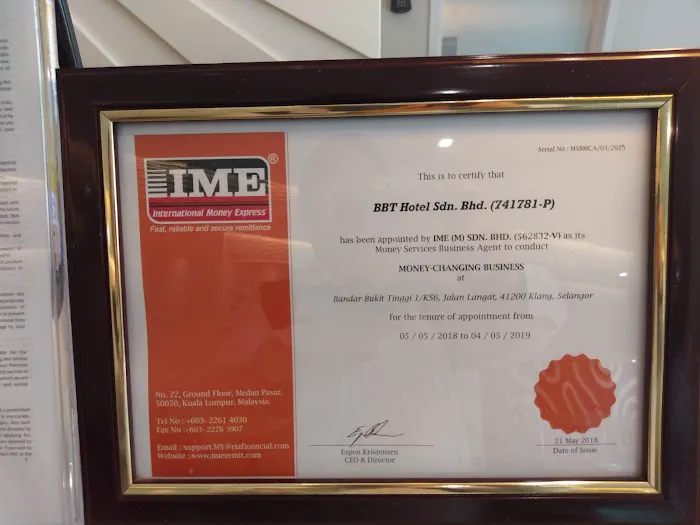 IME®
International Money Express
Fast, reliable and secure remittance
No. 22, Ground Floor, Medan Pasar,
50050, Kuala Lumpur, Malaysia.
Tel No : +603- 2261 4030
Fax No :+603-2276 3907
Email : support.MY@riafinancial.com
Website : www.imeremit.com
Serial No : MSBMCA/03/2015
This is to certify that
BBT Hotel Sdn. Bhd. (741781-P)
has been appointed by IME (M) SDN. BHD. (562832-V) as its
Money Services Business Agent to conduct
MONEY-CHANGING BUSINESS
at
Bandar Bukit Tinggi 1/KS6, Jalan Langat, 41200 Klang, Selangor
for the tenure of appointment from
05 / 05 / 2018 to 04 / 05 / 2019
Espen Kristensen
CEO & Director
21 May 2018
Date of Issue